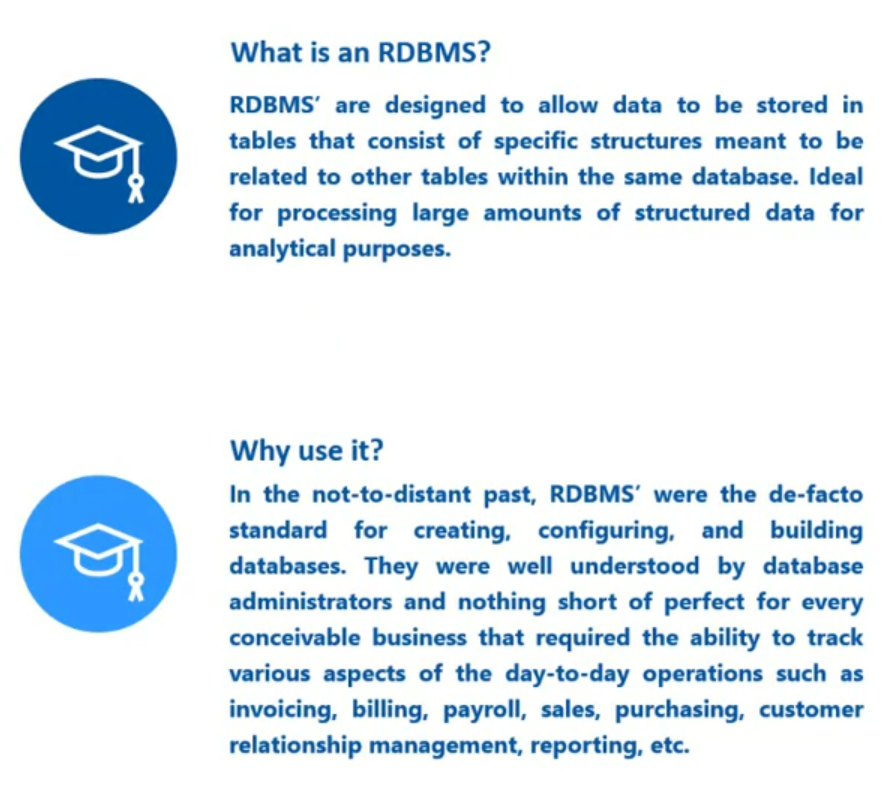 What is an RDBMS?
RDBMS’ are designed to allow data to be stored in
tables that consist of specific structures meant to be
related to other tables within the same database. Ideal
for processing large amounts of structured data for
analytical purposes.
Why use it?
In the not-to-distant past, RDBMS’ were the de-facto
standard for creating, configuring, and building
databases. They were well understood by database
administrators and nothing short of perfect for every
conceivable business that required the ability to track
various aspects of the day-to-day operations such as
invoicing, billing, payroll, sales, purchasing, customer
relationship management, reporting, etc.